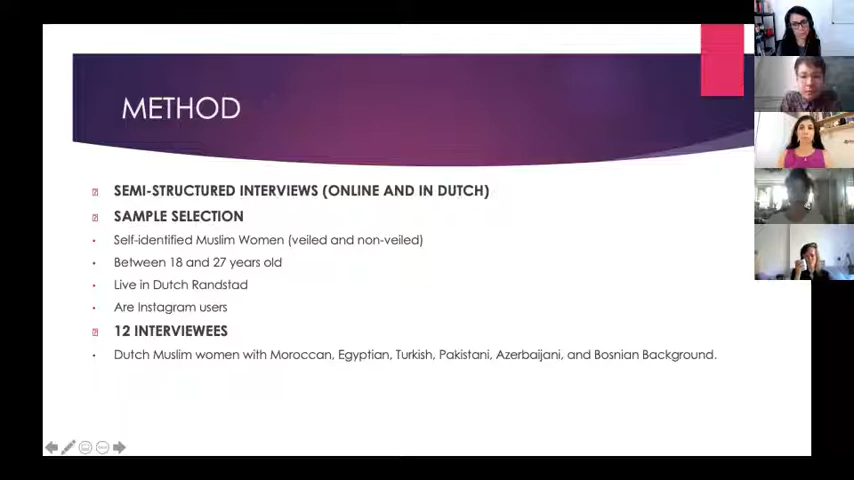 METHOD
SEMI-STRUCTURED INTERVIEWS (ONLINE AND IN DUTCH)
SAMPLE SELECTION
Self-identified Muslim Women (veiled and non-veiled)
Between 18 and 27 years old
Live in Dutch Randstad
Are Instagram users
12 INTERVIEWEES
Dutch Muslim women with Moroccan, Egyptian, Turkish, Pakistani, Azerbaijani, and Bosnian Background.